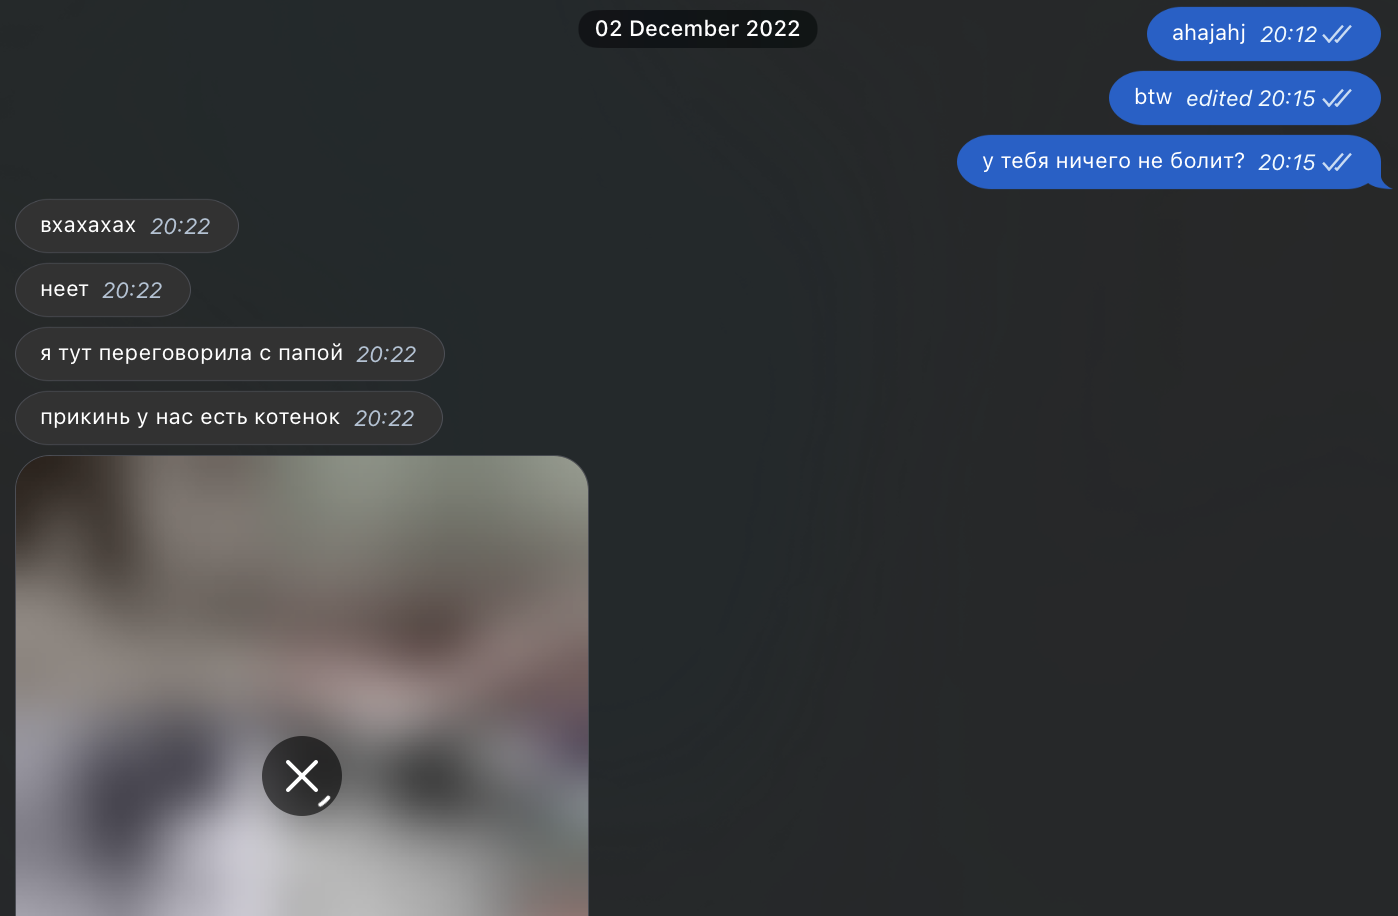 02 December 2022
ahajahj 20:12
btw edited 20:15
у тебя ничего не болит? 20:15
вхахахах 20:22
неет 20:22
я тут переговорила с папой 20:22
прикинь у нас есть котенок 20:22